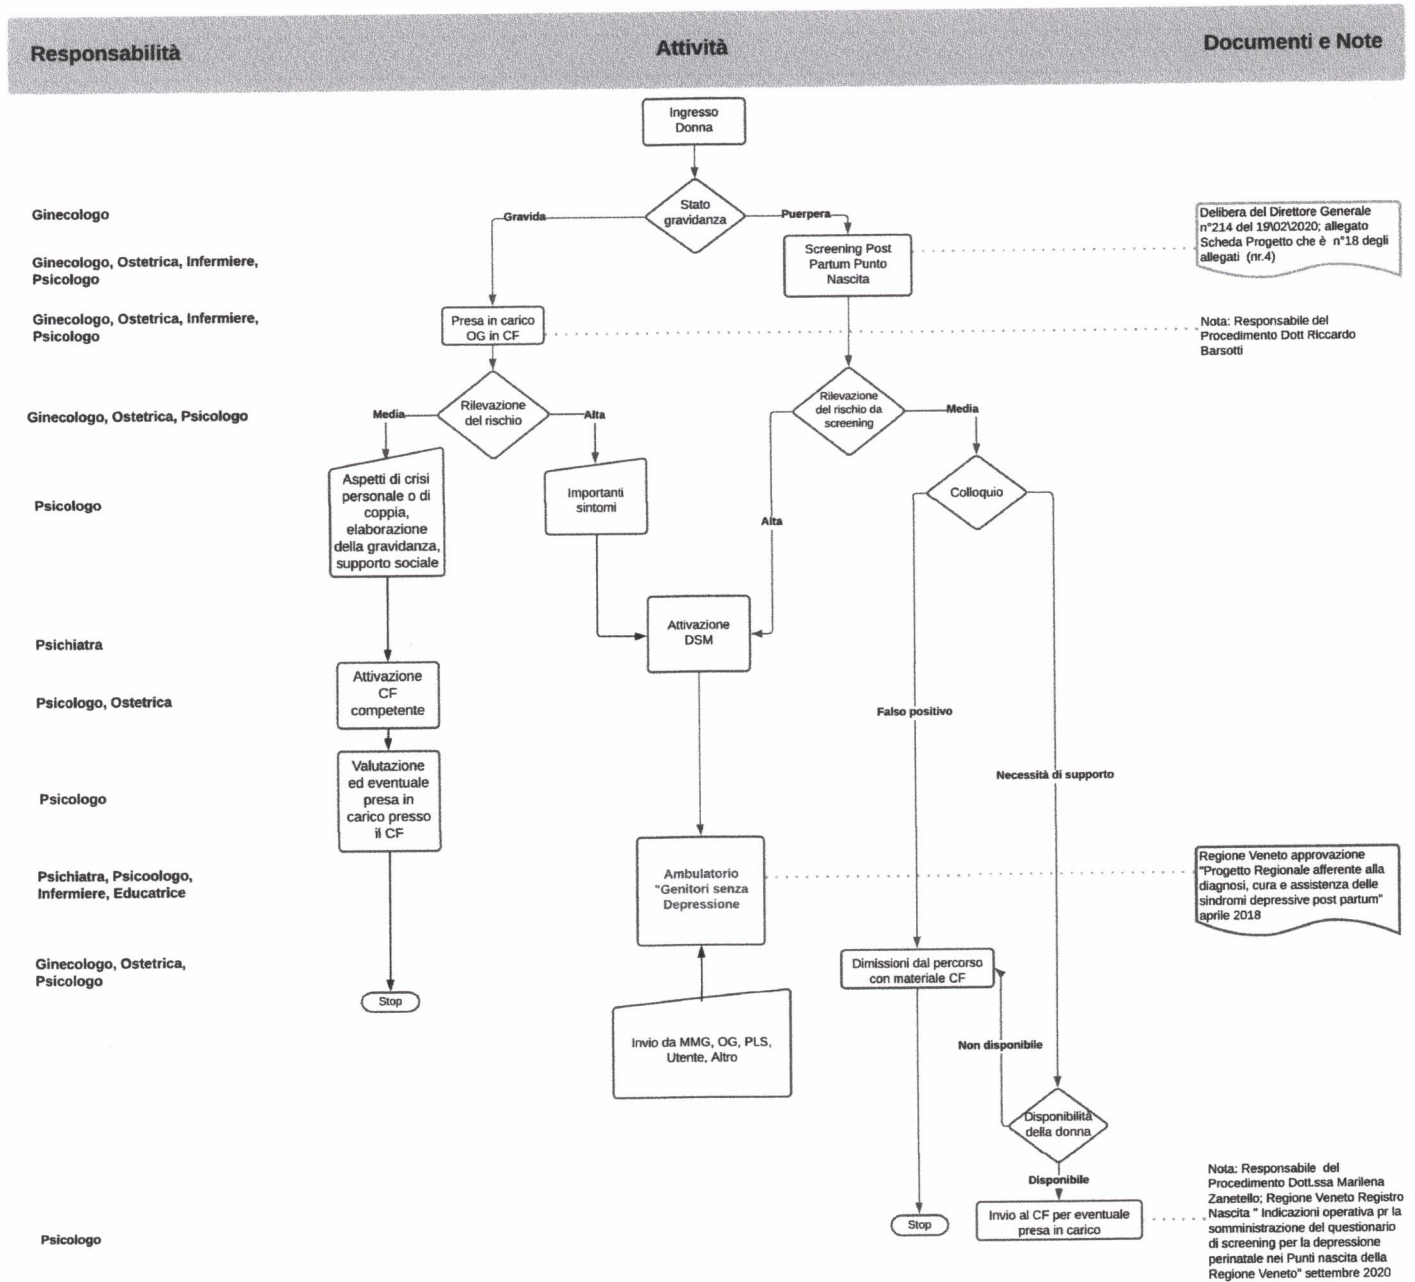 Responsabilità
Attività
Documenti e Note
Ingresso
Donna
Stato
gravidanza
Gravida
Puerpera
Ginecologo
Ginecologo, Ostetrica, Infermiere,
Psicologo
Screening Post
Partum Punto
Nascita
Delibera del Direttore Generale
n°214 del 19\02\2020; allegato
Scheda Progetto che è n°18 degli
allegati (nr.4)
Ginecologo, Ostetrica, Infermiere,
Psicologo
Presa in carico
OG in CF
Nota: Responsabile del
Procedimento Dott Riccardo
Barsotti
Ginecologo, Ostetrica, Psicologo
Media
Rilevazione
del rischio
Alta
Rilevazione
del rischio da
screening
Media
Psicologo
Aspetti di crisi
personale o di
coppia,
elaborazione
della gravidanza,
supporto sociale
Importanti
sintomi
Alta
Colloquio
Psichiatra
Attivazione
DSM
Psicologo, Ostetrica
Attivazione
CF
competente
Falso positivo
Necessità di supporto
Psicologo
Valutazione
ed eventuale
presa in
carico presso
il CF
Psichiatra, Psicoologo,
Infermiere, Educatrice
Ambulatorio
"Genitori senza
Depressione
Regione Veneto approvazione
"Progetto Regionale afferente alla
diagnosi, cura e assistenza delle
sindromi depressive post partum"
aprile 2018
Ginecologo, Ostetrica,
Psicologo
Stop
Dimissioni dal percorso
con materiale CF
Invio da MMG, OG, PLS,
Utente, Altro
Non disponibile
Disponibilità
della donna
Disponibile
Psicologo
Stop
Invio al CF per eventuale
presa in carico
Nota: Responsabile del
Procedimento Dott.ssa Marilena
Zanetello; Regione Veneto Registro
Nascita " Indicazioni operativa pr la
somministrazione del questionario
di screening per la depressione
perinatale nei Punti nascita della
Regione Veneto" settembre 2020